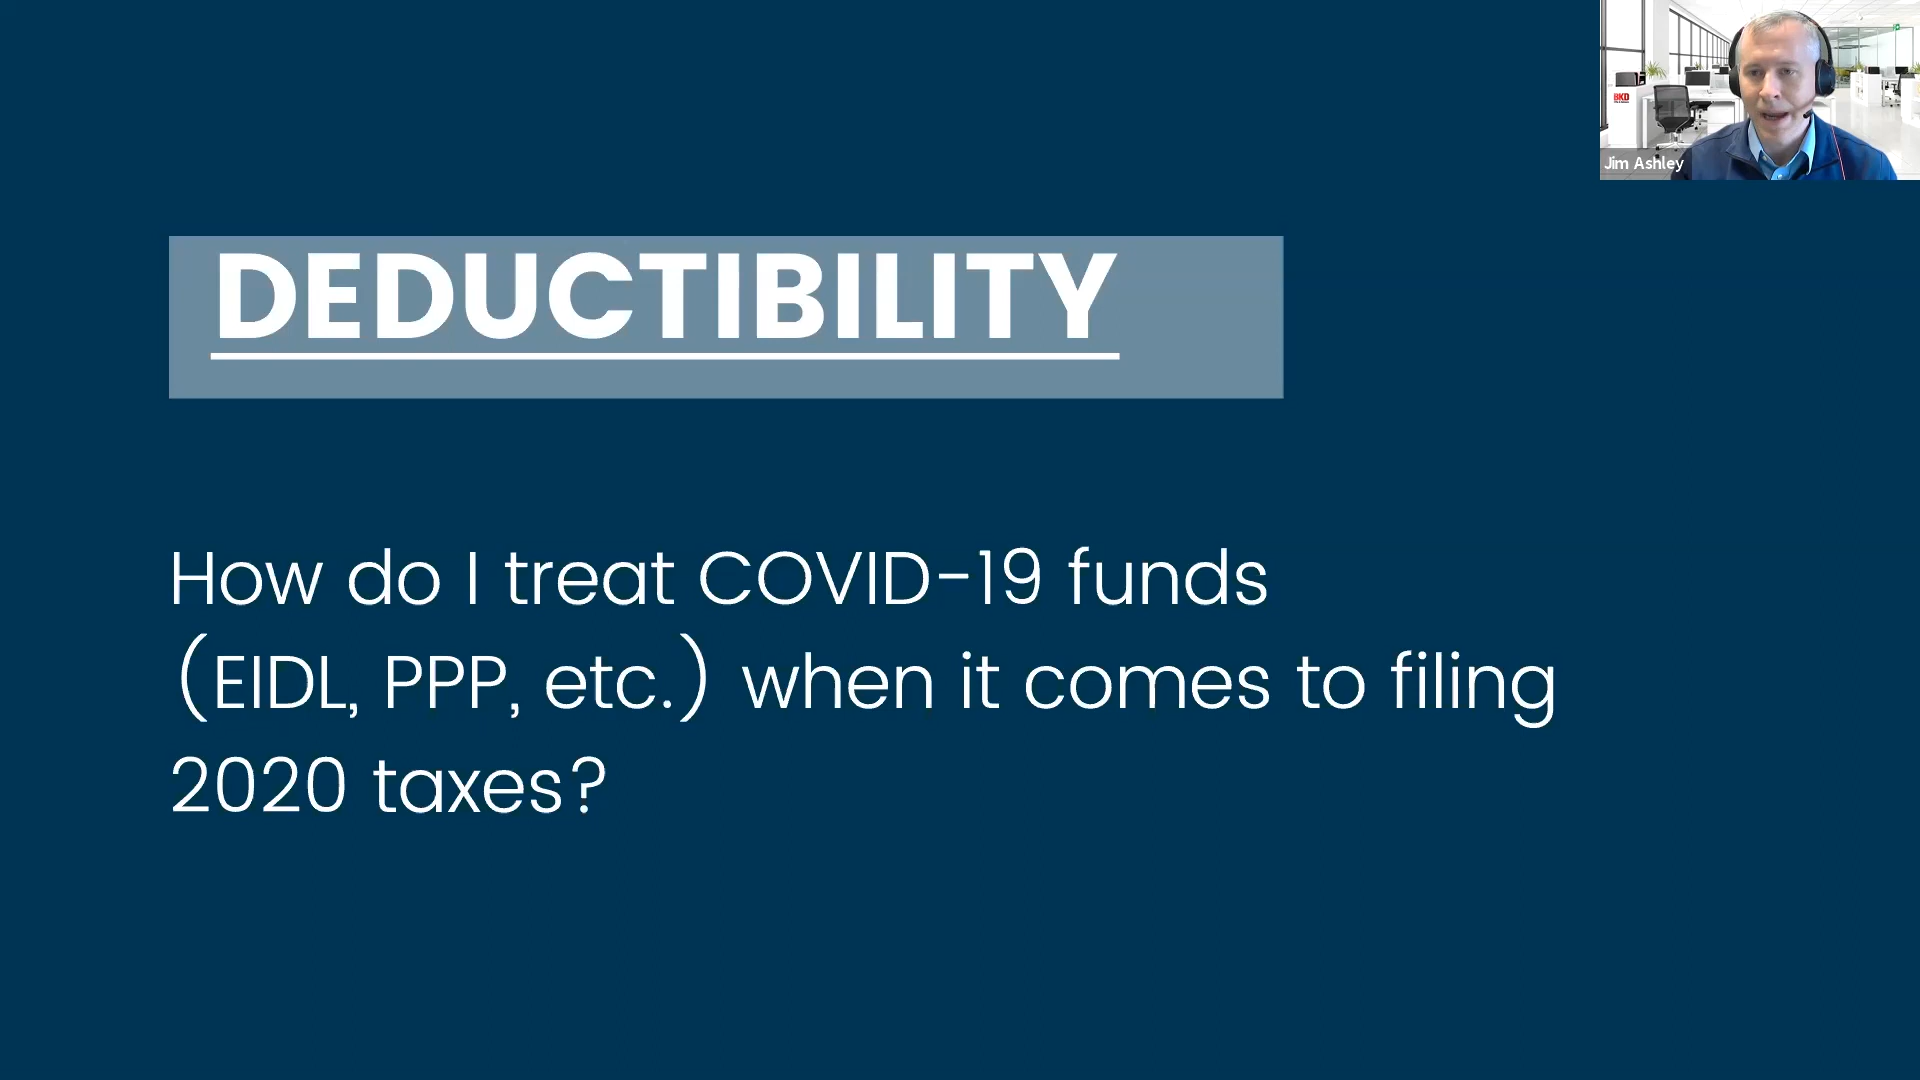 BKD
Jim Ashley
DEDUCTIBILITY
How do I treat COVID-19 funds
(EIDL, PPP, etc.) when it comes to filing
2020 taxes?